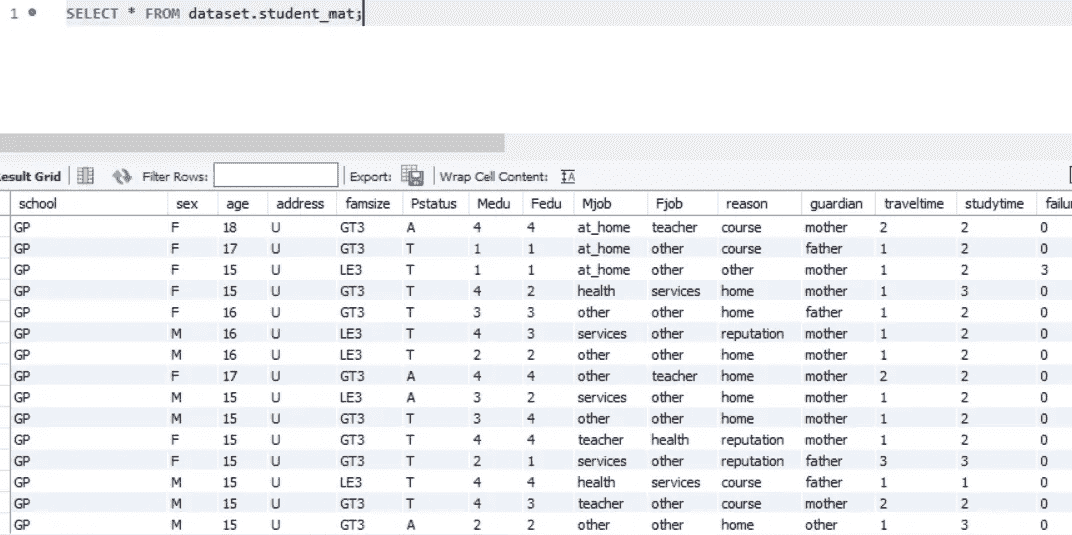 1 SELECT * FROM dataset.student_mat;
esult Grid Filter Rows: Export: Wrap Cell Content: IA
school sex age address famsize Pstatus Medu Fedu Mjob Fjob reason guardian traveltime studytime failur
GP F 18 U GT3 A 4 4 at_home teacher course mother 2 2 0
GP F 17 U GT3 T 1 1 at_home other course father 1 2 0
GP F 15 U LE3 T 1 1 at_home other other mother 1 2 3
GP F 15 U GT3 T 4 2 health services home mother 1 3 0
GP F 16 U GT3 T 3 3 other other home father 1 2 0
GP M 16 U LE3 T 4 3 services other reputation mother 1 2 0
GP M 16 U LE3 T 2 2 other other home mother 1 2 0
GP F 17 U GT3 A 4 4 other teacher home mother 2 2 0
GP M 15 U LE3 A 3 2 services other home mother 1 2 0
GP M 15 U GT3 T 3 4 other other home mother 1 2 0
GP F 15 U GT3 T 4 4 teacher health reputation mother 1 2 0
GP F 15 U GT3 T 2 1 services other reputation father 3 3 0
GP M 15 U LE3 T 4 4 health services course father 1 1 0
GP M 15 U GT3 T 4 3 teacher other course mother 2 2 0
GP M 15 U GT3 A 2 2 other other home other 1 3 0